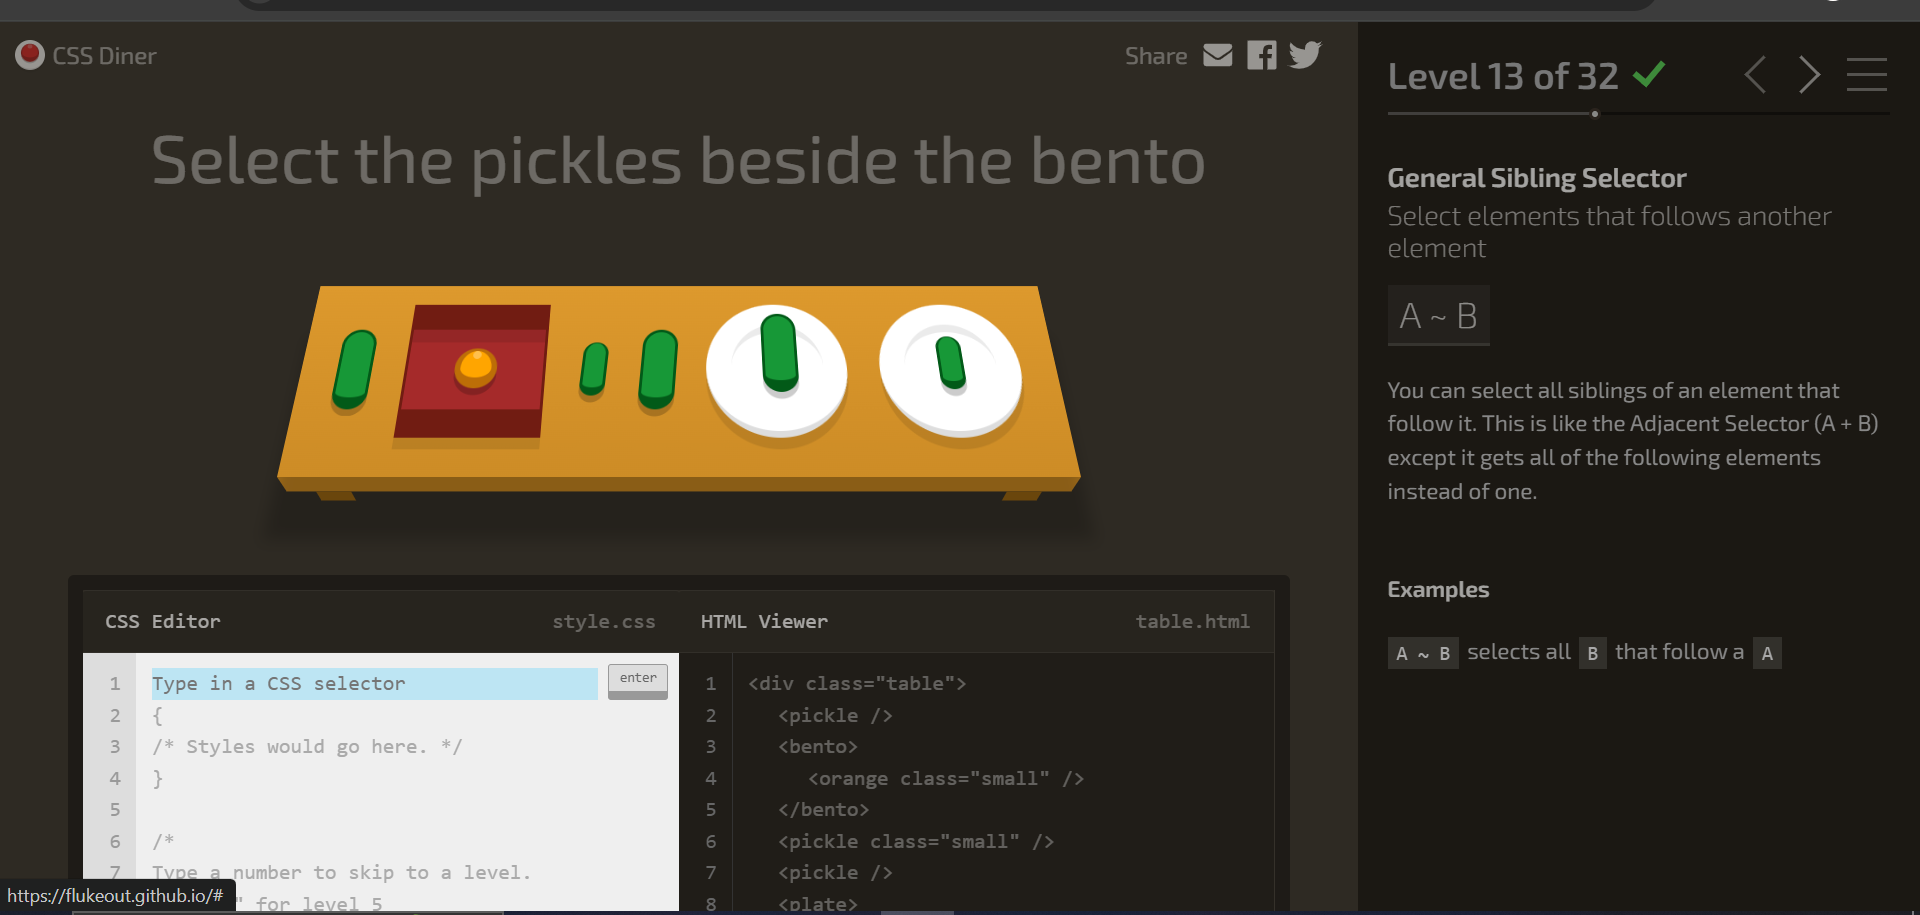 CSS Diner
Share
Select the pickles beside the bento
CSS Editor
style.css
1 Type in a CSS selector
enter
2 {
3 /* Styles would go here. */
4 }
5
6 /*
7 Type a number to skip to a level.
" for level 5
HTML Viewer
table.html
1 <div class="table">
2 <pickle />
3 <bento>
4 <orange class="small" />
5 </bento>
6 <pickle class="small" />
7 <pickle />
8 <plate>
https://flukeout.github.io/#
Level 13 of 32
General Sibling Selector
Select elements that follows another
element
A ~ B
You can select all siblings of an element that
follow it. This is like the Adjacent Selector (A + B)
except it gets all of the following elements
instead of one.
Examples
A ~ B selects all B that follow a A